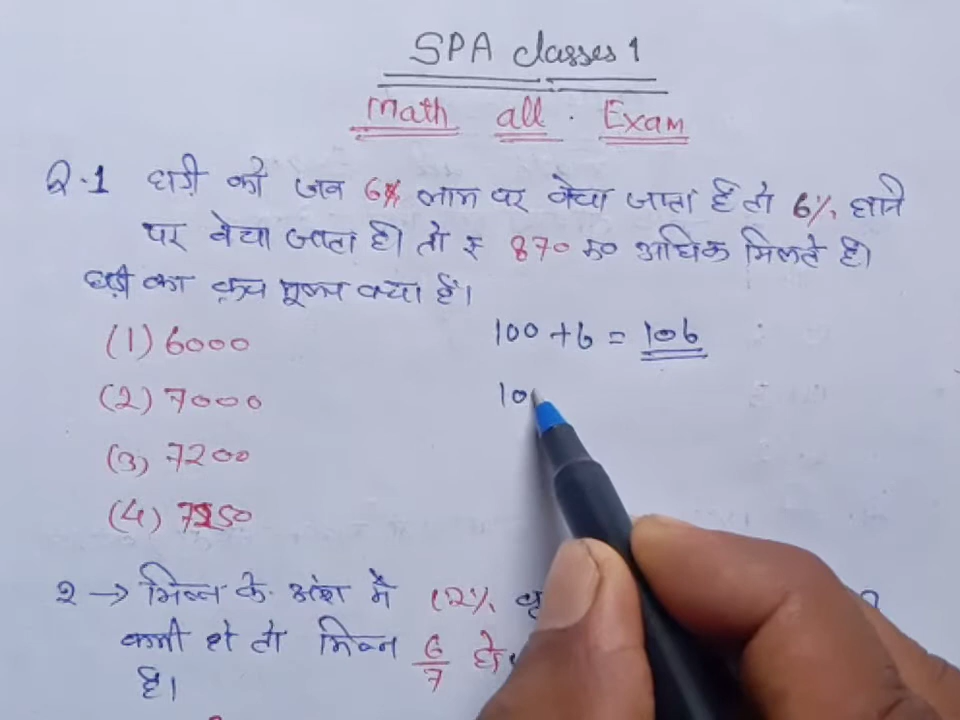 SPA classes 1
Math all. Exam
Q.1 घड़ी को जब 6% लाभ पर बेचा जाता है तो 6% हानि
पर बेचा जाता है। तो ₹ 870 रु० अधिक मिलते है।
घड़ी का क्रय मूल्य क्या है।
(1) 6000
100 + 6 = 106
(2) 7000
10
(3) 7200
(4) 7250
2 → भिन्न के अंश में 12%
कमी हो तो भिन्न 6/7
है।